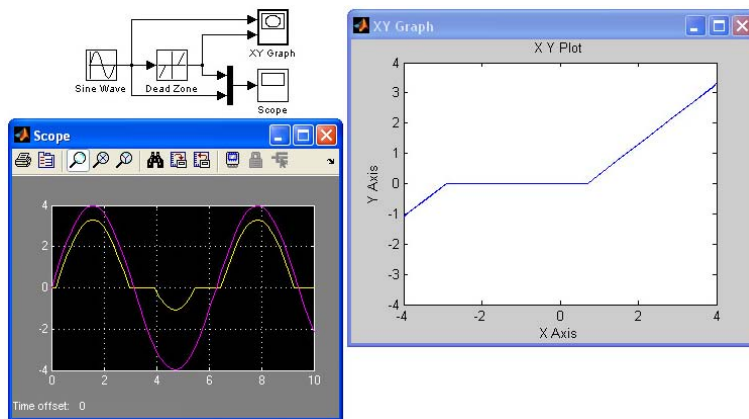 XY Graph
Sine Wave
Dead Zone
Scope
Scope
4
2
0
-2
-4
0
2
4
6
8
10
Time offset: 0
XY Graph
X Y Plot
Y Axis
4
3
2
1
0
-1
-2
-3
-4
-4
-2
0
2
4
X Axis